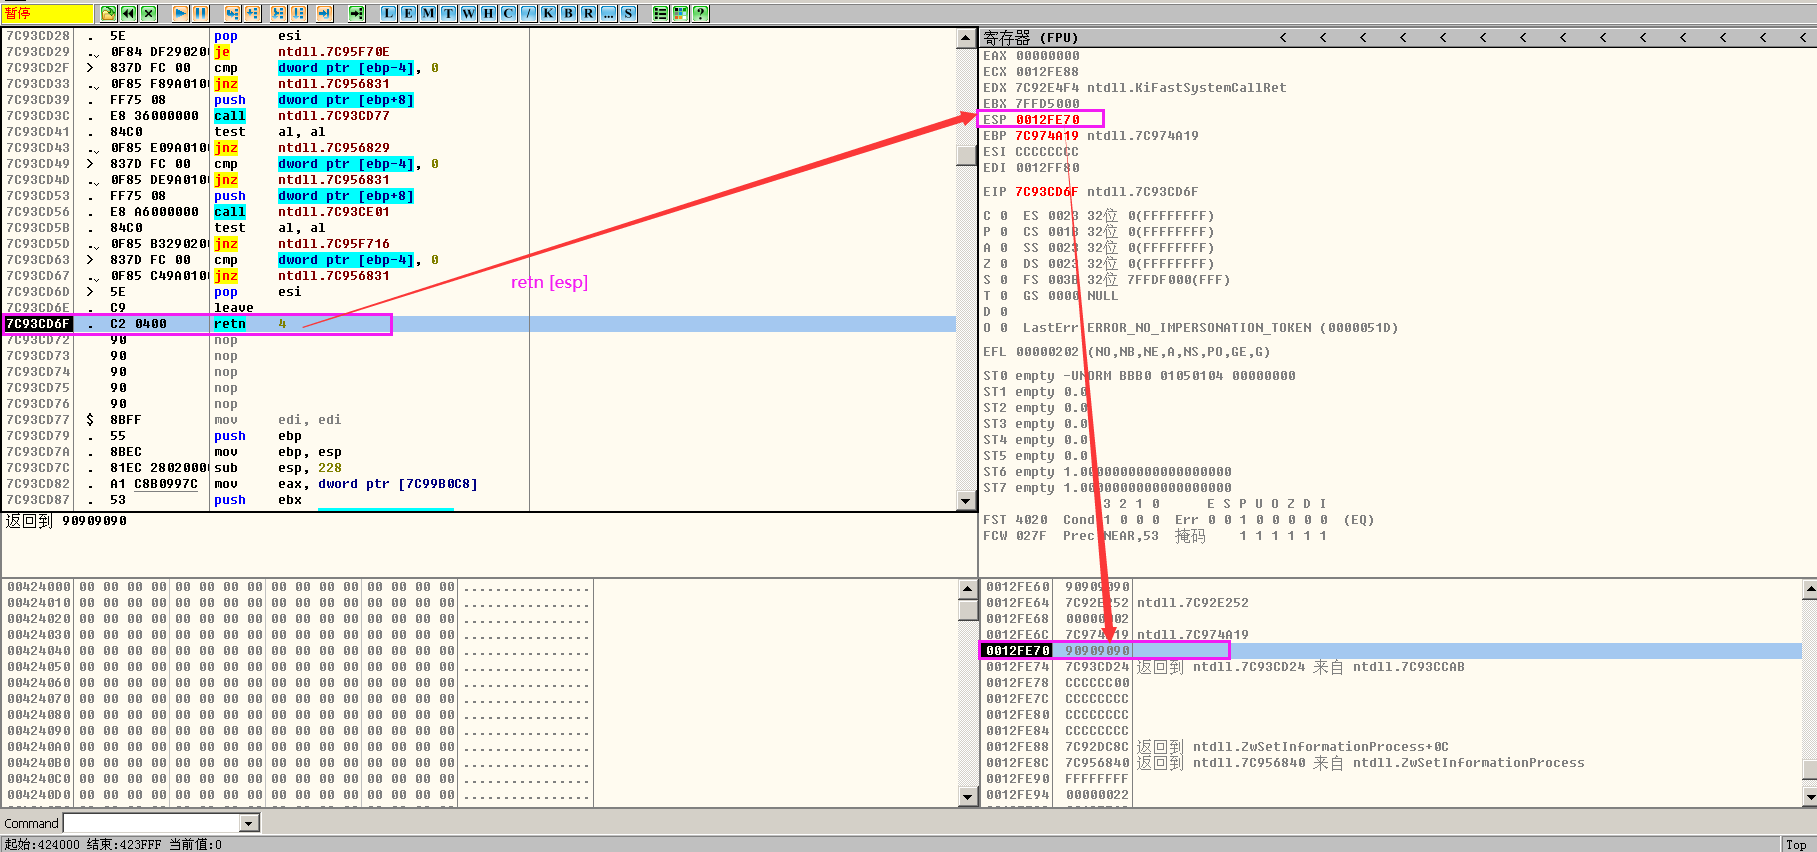 暂停 L E M T W H C / K B R ... S ?
7C93CD28 . 5E pop esi
7C93CD29 . 0F84 DF290200 je ntdll.7C95F70E
7C93CD2F > 837D FC 00 cmp dword ptr [ebp-4], 0
7C93CD33 . 0F85 F89A0100 jnz ntdll.7C956831
7C93CD39 . FF75 08 push dword ptr [ebp+8]
7C93CD3C . E8 36000000 call ntdll.7C93CD77
7C93CD41 . 84C0 test al, al
7C93CD43 . 0F85 E09A0100 jnz ntdll.7C956829
7C93CD49 > 837D FC 00 cmp dword ptr [ebp-4], 0
7C93CD4D . 0F85 DE9A0100 jnz ntdll.7C956831
7C93CD53 . FF75 08 push dword ptr [ebp+8]
7C93CD56 . E8 A6000000 call ntdll.7C93CE01
7C93CD5B . 84C0 test al, al
7C93CD5D . 0F85 B3290200 jnz ntdll.7C95F716
7C93CD63 > 837D FC 00 cmp dword ptr [ebp-4], 0
7C93CD67 . 0F85 C49A0100 jnz ntdll.7C956831
7C93CD6D > 5E pop esi
7C93CD6E . C9 leave
7C93CD6F . C2 0400 retn 4
7C93CD72 90 nop
7C93CD73 90 nop
7C93CD74 90 nop
7C93CD75 90 nop
7C93CD76 90 nop
7C93CD77 $ 8BFF mov edi, edi
7C93CD79 . 55 push ebp
7C93CD7A . 8BEC mov ebp, esp
7C93CD7C . 81EC 28020000 sub esp, 228
7C93CD82 . A1 C8B0997C mov eax, dword ptr [7C99B0C8]
7C93CD87 . 53 push ebx
retn [esp]
返回到 90909090
寄存器 (FPU) < < < < < < < < < < < < < <
EAX 00000000
ECX 0012FE88
EDX 7C92E4F4 ntdll.KiFastSystemCallRet
EBX 7FFD5000
ESP 0012FE70
EBP 7C974A19 ntdll.7C974A19
ESI CCCCCCCC
EDI 0012FF80
EIP 7C93CD6F ntdll.7C93CD6F
C 0 ES 0023 32位 0(FFFFFFFF)
P 0 CS 001B 32位 0(FFFFFFFF)
A 0 SS 0023 32位 0(FFFFFFFF)
Z 0 DS 0023 32位 0(FFFFFFFF)
S 0 FS 003B 32位 7FFDF000(FFF)
T 0 GS 0000 NULL
D 0
O 0 LastErr ERROR_NO_IMPERSONATION_TOKEN (0000051D)
EFL 00000202 (NO,NB,NE,A,NS,PO,GE,G)
ST0 empty -UNORM BBB0 01050104 00000000
ST1 empty 0.0
ST2 empty 0.0
ST3 empty 0.0
ST4 empty 0.0
ST5 empty 0.0
ST6 empty 1.0000000000000000000
ST7 empty 1.0000000000000000000
3 2 1 0 E S P U O Z D I
FST 4020 Cond 1 0 0 0 Err 0 0 1 0 0 0 0 0 (EQ)
FCW 027F Prec NEAR,53 掩码 1 1 1 1 1 1
00424000 00 00 00 00 00 00 00 00 00 00 00 00 00 00 00 00 ................
00424010 00 00 00 00 00 00 00 00 00 00 00 00 00 00 00 00 ................
00424020 00 00 00 00 00 00 00 00 00 00 00 00 00 00 00 00 ................
00424030 00 00 00 00 00 00 00 00 00 00 00 00 00 00 00 00 ................
00424040 00 00 00 00 00 00 00 00 00 00 00 00 00 00 00 00 ................
00424050 00 00 00 00 00 00 00 00 00 00 00 00 00 00 00 00 ................
00424060 00 00 00 00 00 00 00 00 00 00 00 00 00 00 00 00 ................
00424070 00 00 00 00 00 00 00 00 00 00 00 00 00 00 00 00 ................
00424080 00 00 00 00 00 00 00 00 00 00 00 00 00 00 00 00 ................
00424090 00 00 00 00 00 00 00 00 00 00 00 00 00 00 00 00 ................
004240A0 00 00 00 00 00 00 00 00 00 00 00 00 00 00 00 00 ................
004240B0 00 00 00 00 00 00 00 00 00 00 00 00 00 00 00 00 ................
004240C0 00 00 00 00 00 00 00 00 00 00 00 00 00 00 00 00 ................
004240D0 00 00 00 00 00 00 00 00 00 00 00 00 00 00 00 00 ................
0012FE60 90909090
0012FE64 7C92E252 ntdll.7C92E252
0012FE68 00000002
0012FE6C 7C974A19 ntdll.7C974A19
0012FE70 90909090
0012FE74 7C93CD24 返回到 ntdll.7C93CD24 来自 ntdll.7C93CCAB
0012FE78 CCCCCC00
0012FE7C CCCCCCCC
0012FE80 CCCCCCCC
0012FE84 CCCCCCCC
0012FE88 7C92DC8C 返回到 ntdll.ZwSetInformationProcess+0C
0012FE8C 7C956840 返回到 ntdll.7C956840 来自 ntdll.ZwSetInformationProcess
0012FE90 FFFFFFFF
0012FE94 00000022
Command
起始:424000 结束:423FFF 当前值:0 Top